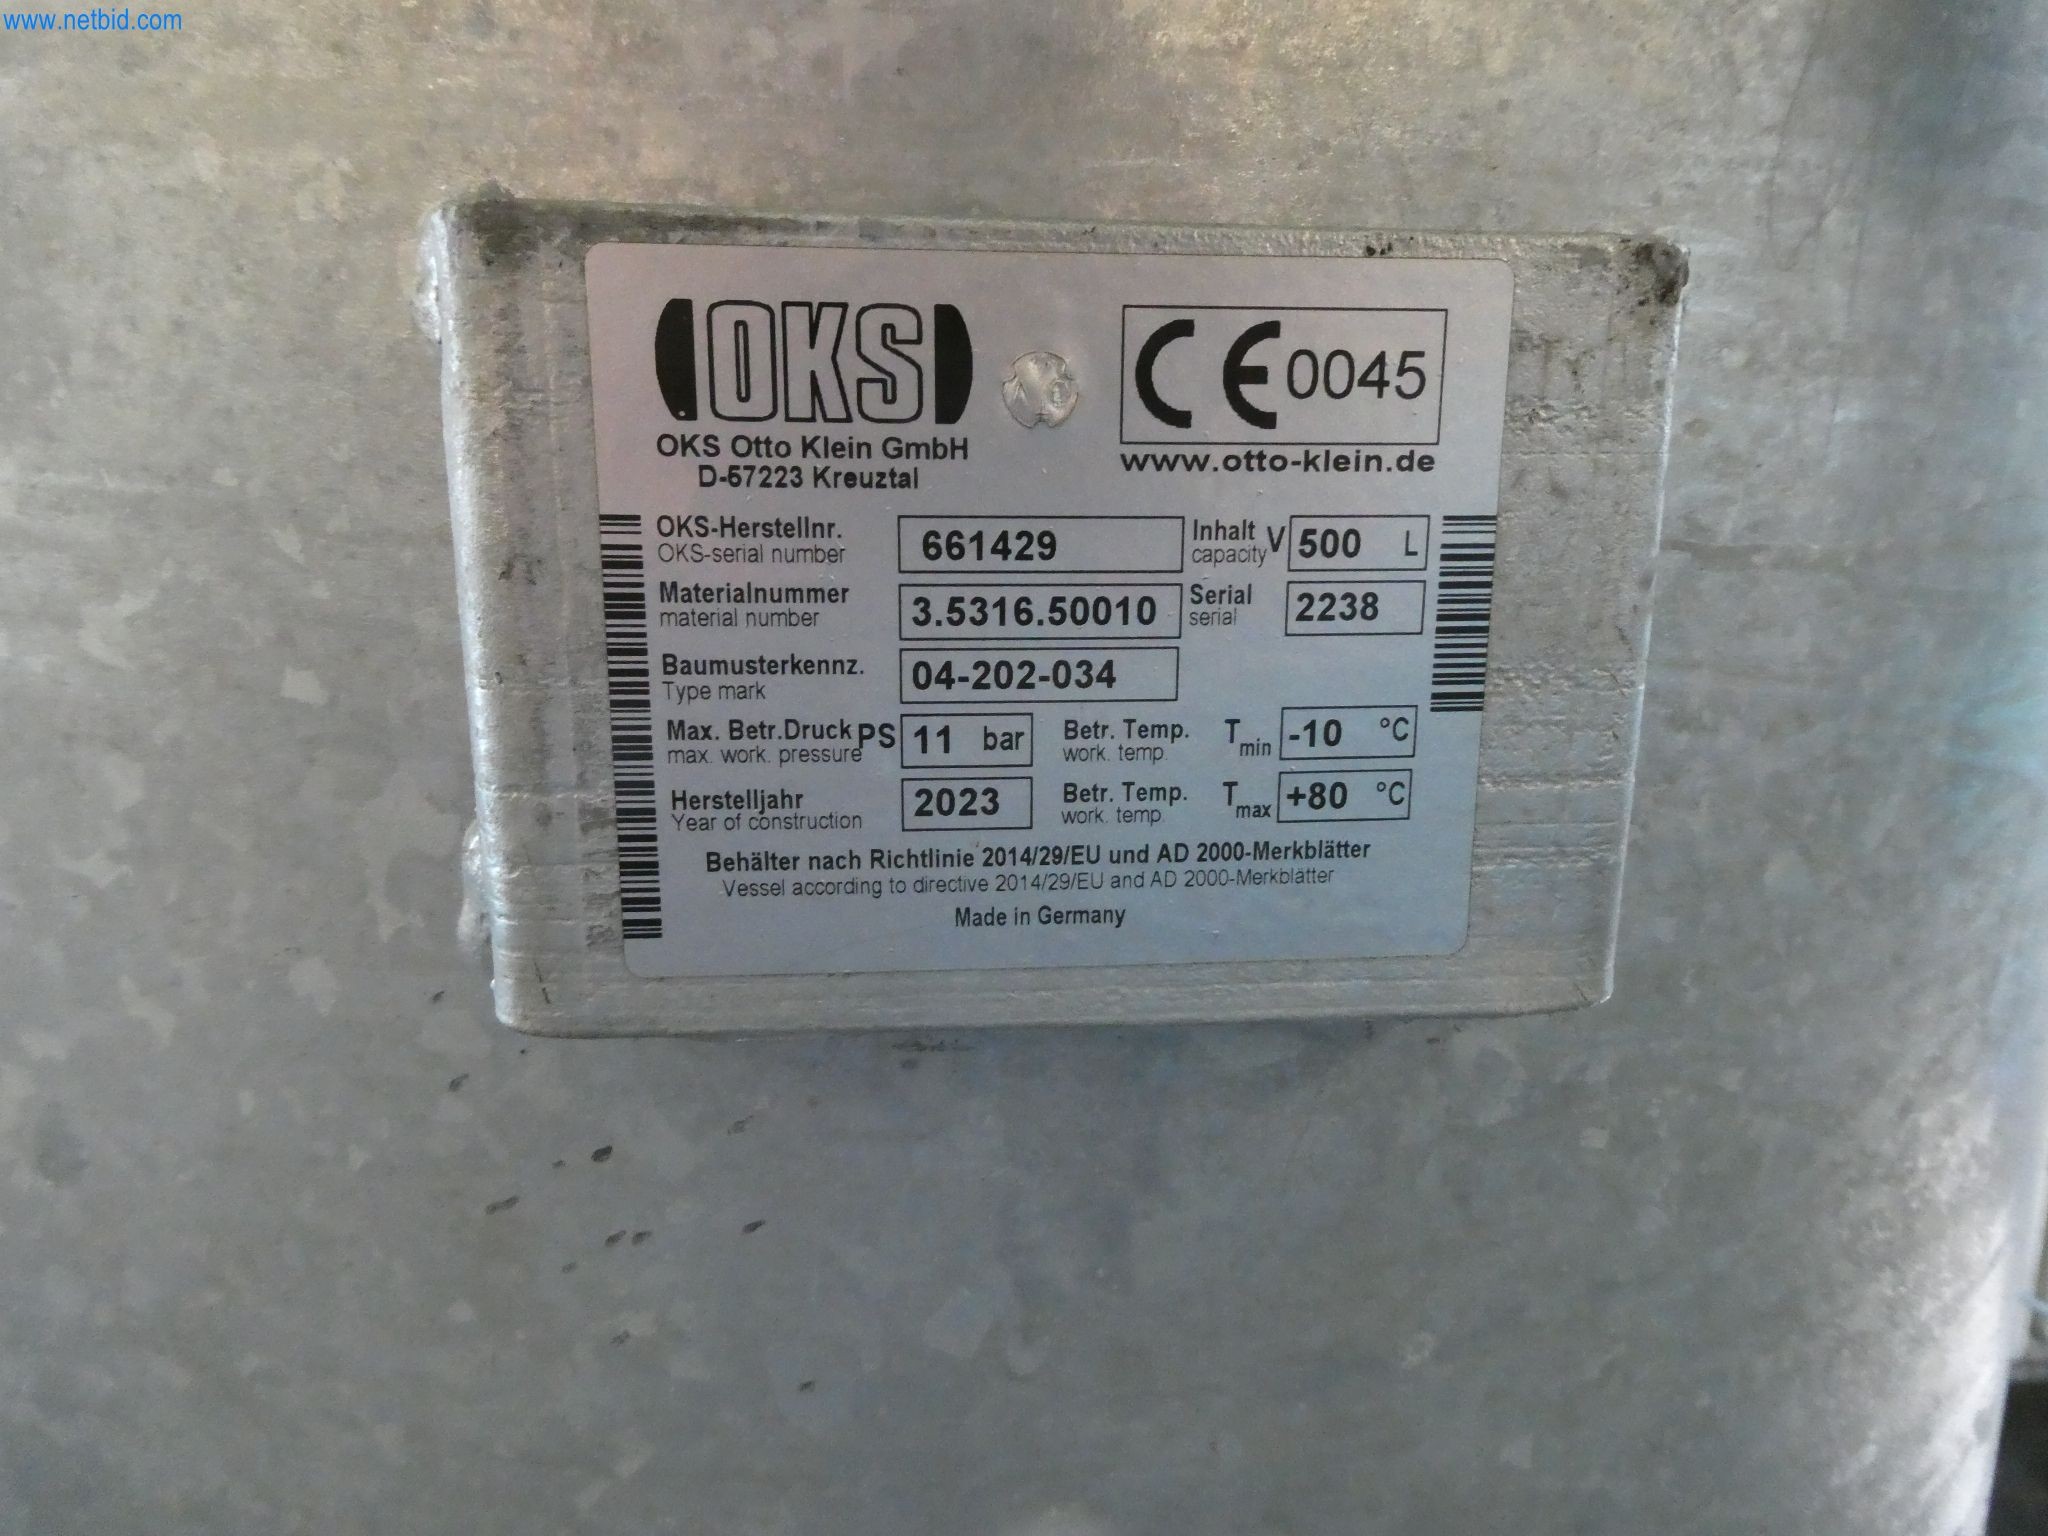 www.netbid.com
OKS
OKS Otto Klein GmbH
D-57223 Kreuztal
CE 0045
www.otto-klein.de
OKS-Herstellnr. 661429 Inhalt V 500 L
OKS-serial number capacity
Materialnummer 3.5316.50010 Serial 2238
material number serial
Baumusterkennz. 04-202-034
Type mark
Max. Betr.Druck PS 11 bar Betr. Temp. Tmin -10 °C
max. work. pressure work. temp.
Herstelljahr 2023 Betr. Temp. Tmax +80 °C
Year of construction work. temp.
Behälter nach Richtlinie 2014/29/EU und AD 2000-Merkblätter
Vessel according to directive 2014/29/EU and AD 2000-Merkblätter
Made in Germany